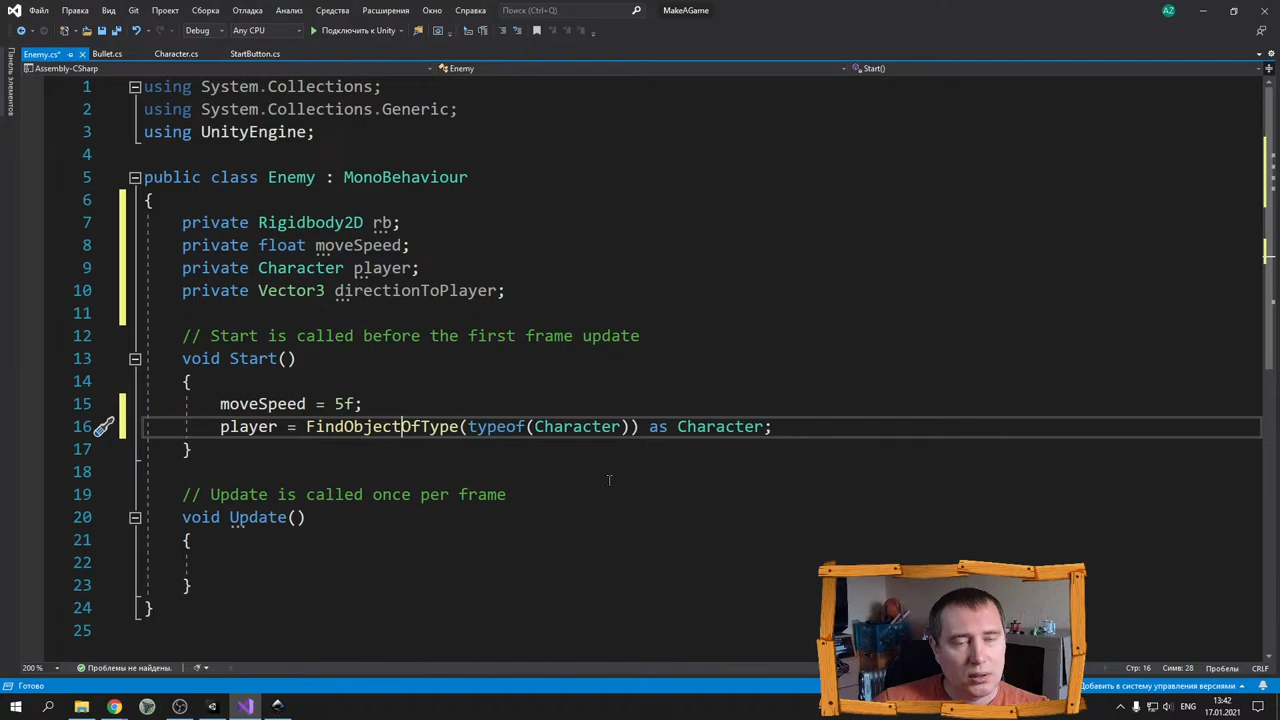 Файл Правка Вид Git Проект Сборка Отладка Анализ Средства Расширения Окно Справка Поиск (Ctrl+Q) MakeAGame AZ
Debug Any CPU Подключить к Unity
Enemy.cs* Bullet.cs Character.cs StartButton.cs
Панель элементов
Assembly-CSharp Enemy Start()
1 using System.Collections;
2 using System.Collections.Generic;
3 using UnityEngine;
4
5 public class Enemy : MonoBehaviour
6 {
7 private Rigidbody2D rb;
8 private float moveSpeed;
9 private Character player;
10 private Vector3 directionToPlayer;
11
12 // Start is called before the first frame update
13 void Start()
14 {
15 moveSpeed = 5f;
16 player = FindObjectOfType(typeof(Character)) as Character;
17 }
18
19 // Update is called once per frame
20 void Update()
21 {
22
23 }
24 }
25
200 % Проблемы не найдены. Стр: 16 Симв: 28 Пробелы CRLF
Готово Добавить в систему управления версиями
ENG 13:42
17.01.2021